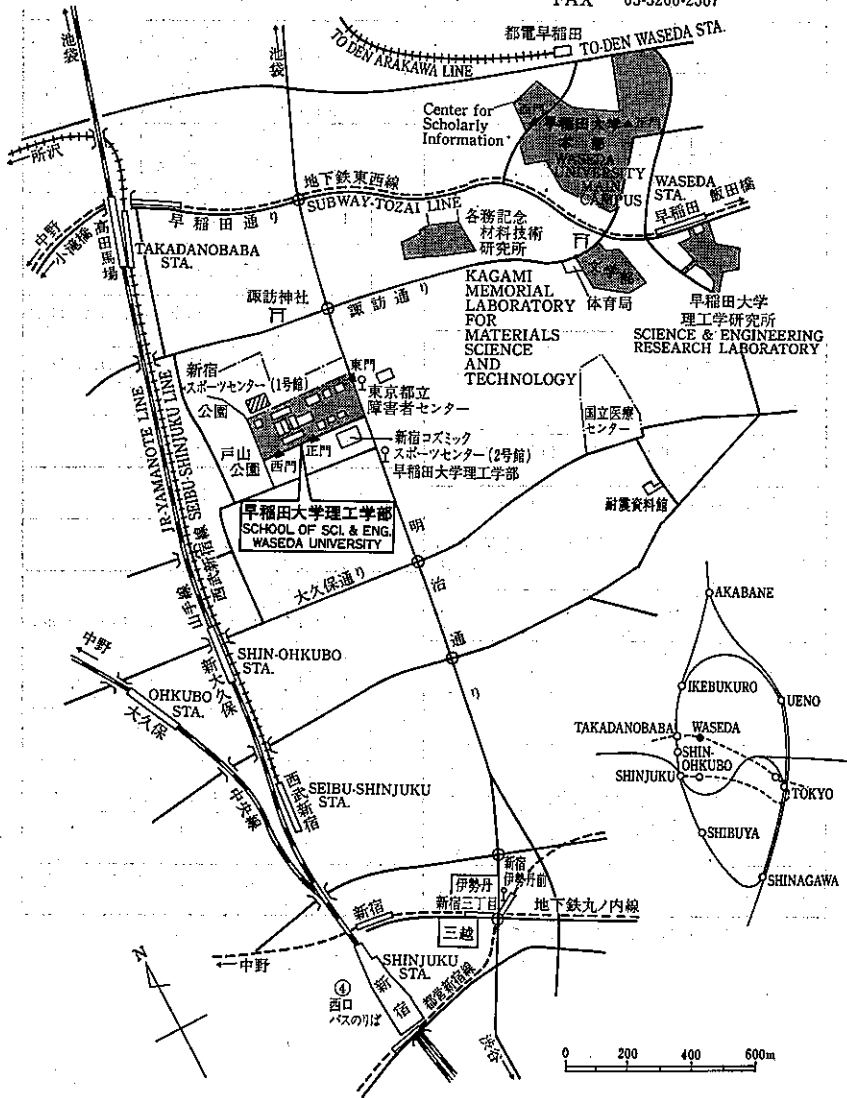 FAX 03-3200-2567
池袋
池袋
都電早稲田
TO-DEN WASEDA STA.
TO DEN ARAKAWA LINE
Center for
Scholarly
Information
西門
早稲田大学
正門
本部
WASEDA
UNIVERSITY
MAIN
CAMPUS
所沢
地下鉄東西線
SUBWAY-TOZAI LINE
早稲田通り
WASEDA
STA.
早稲田
飯田橋
中野
小滝橋
高田馬場
TAKADANOBABA
STA.
各務記念
材料技術
研究所
KAGAMI
MEMORIAL
LABORATORY
FOR
MATERIALS
SCIENCE
AND
TECHNOLOGY
文学部
体育局
早稲田大学
理工学研究所
SCIENCE & ENGINEERING
RESEARCH LABORATORY
諏訪神社
諏訪通り
新宿
スポーツセンター(1号館)
公園
東門
東京都立
障害者センター
戸山
公園
西門
正門
新宿コズミック
スポーツセンター(2号館)
早稲田大学理工学部
国立医療
センター
耐震資料館
早稲田大学理工学部
SCHOOL OF SCI. & ENG.
WASEDA UNIVERSITY
JR-YAMANOTE LINE
SEIBU-SHINJUKU LINE
山手線
西武新宿線
明治通り
大久保通り
中野
新大久保
SHIN-OHKUBO
STA.
OHKUBO
STA.
大久保
中央線
西武新宿
SEIBU-SHINJUKU
STA.
新宿
伊勢丹前
伊勢丹
新宿三丁目
地下鉄丸ノ内線
三越
新宿
中野
SHINJUKU
STA.
新宿
都営新宿線
④
西口
バスのりば
渋谷
N
AKABANE
IKEBUKURO
UENO
TAKADANOBABA
WASEDA
SHIN-
OHKUBO
SHINJUKU
TOKYO
SHIBUYA
SHINAGAWA
0 200 400 600m